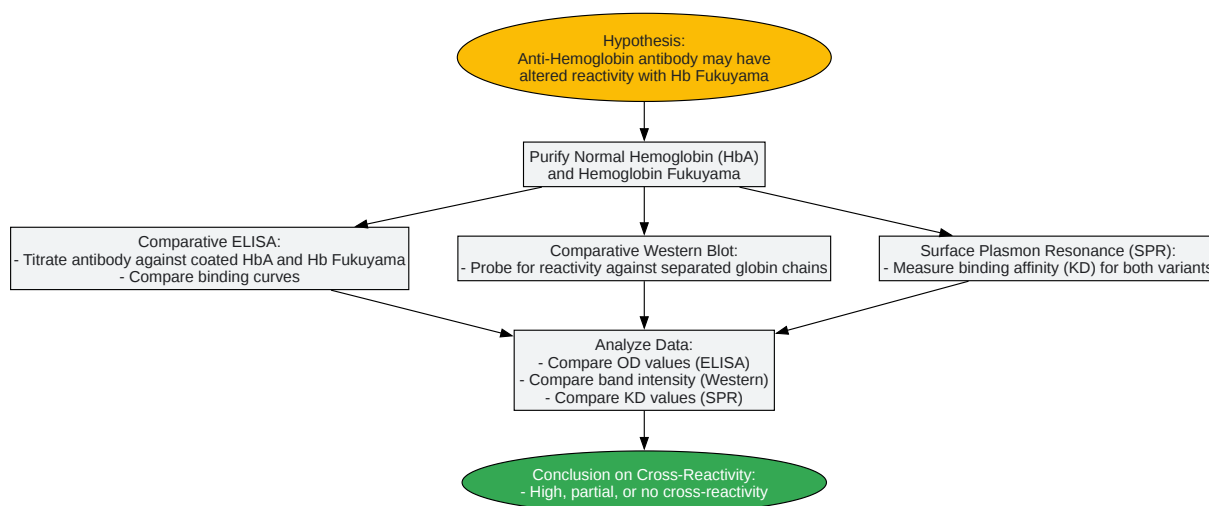 Hypothesis:
Anti-Hemoglobin antibody may have
altered reactivity with Hb Fukuyama
Purify Normal Hemoglobin (HbA)
and Hemoglobin Fukuyama
Comparative ELISA:
- Titrate antibody against coated HbA and Hb Fukuyama
- Compare binding curves
Comparative Western Blot:
- Probe for reactivity against separated globin chains
Surface Plasmon Resonance (SPR):
- Measure binding affinity (KD) for both variants
Analyze Data:
- Compare OD values (ELISA)
- Compare band intensity (Western)
- Compare KD values (SPR)
Conclusion on Cross-Reactivity:
- High, partial, or no cross-reactivity